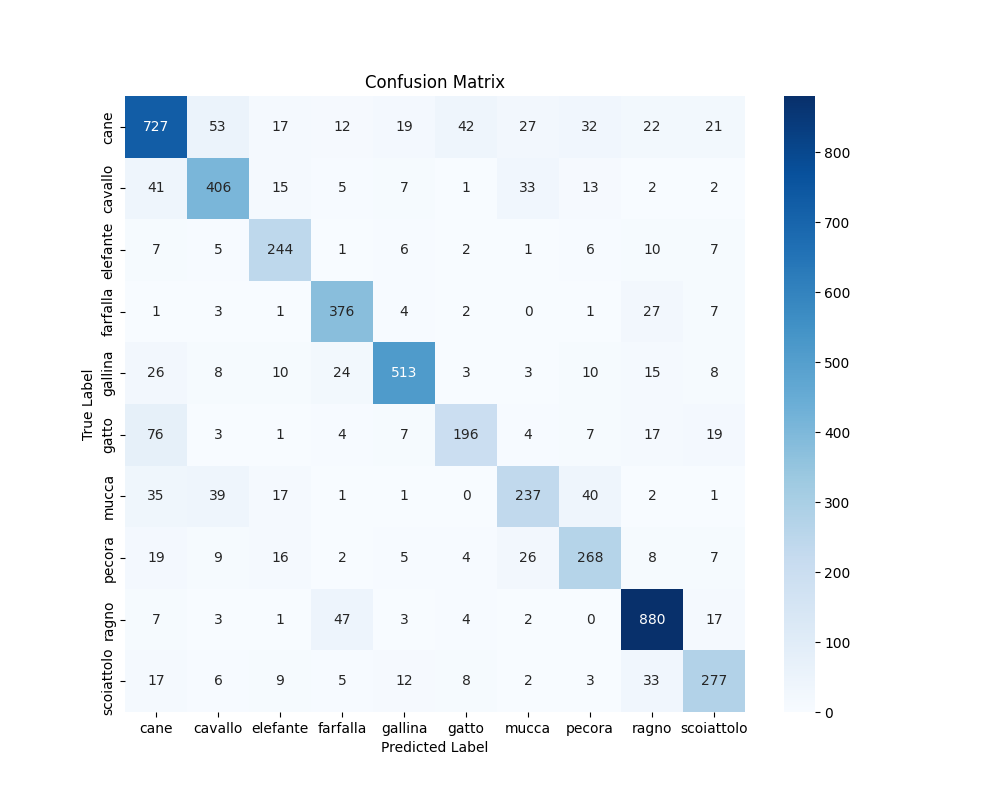 Confusion Matrix
True Label
cane 727 53 17 12 19 42 27 32 22 21
cavallo 41 406 15 5 7 1 33 13 2 2
elefante 7 5 244 1 6 2 1 6 10 7
farfalla 1 3 1 376 4 2 0 1 27 7
gallina 26 8 10 24 513 3 3 10 15 8
gatto 76 3 1 4 7 196 4 7 17 19
mucca 35 39 17 1 1 0 237 40 2 1
pecora 19 9 16 2 5 4 26 268 8 7
ragno 7 3 1 47 3 4 2 0 880 17
scoiattolo 17 6 9 5 12 8 2 3 33 277
cane cavallo elefante farfalla gallina gatto mucca pecora ragno scoiattolo
Predicted Label
800
700
600
500
400
300
200
100
0